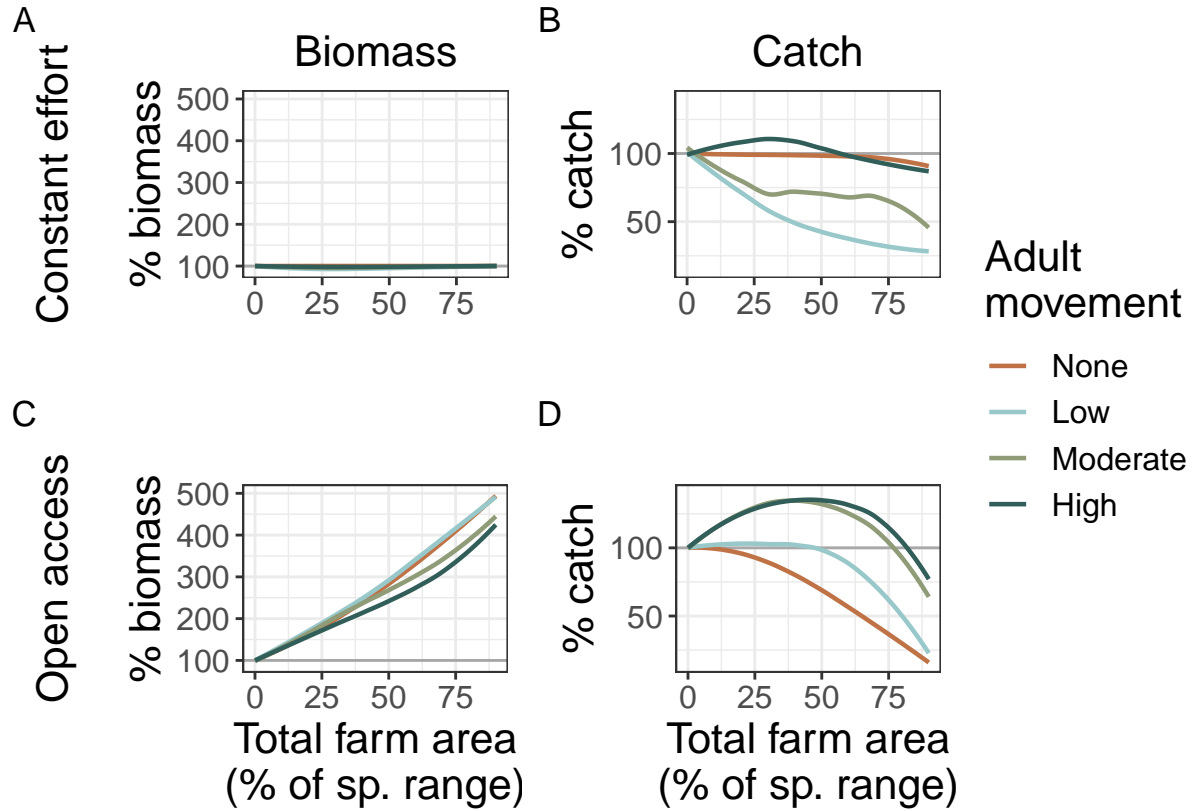 A
B
Biomass
Catch
Constant effort
% biomass
500
400
300
200
100
0
25
50
75
% catch
100
50
0
25
50
75
Adult
movement
None
Low
Moderate
High
C
D
Open access
% biomass
500
400
300
200
100
0
25
50
75
Total farm area
(% of sp. range)
% catch
100
50
0
25
50
75
Total farm area
(% of sp. range)